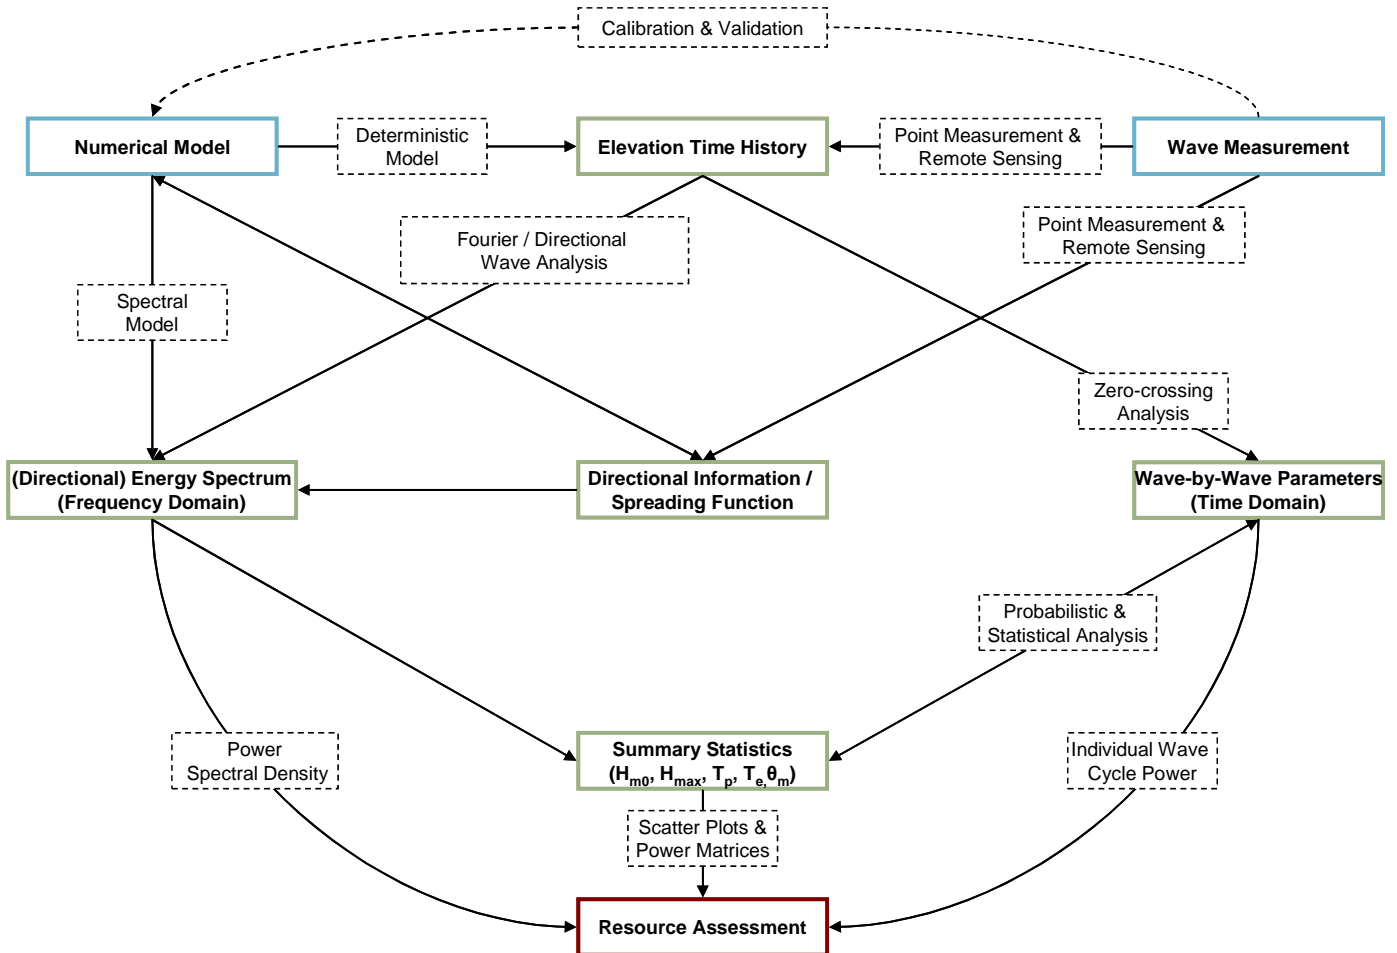 Calibration & Validation
Numerical Model
Deterministic
Model
Elevation Time History
Point Measurement &
Remote Sensing
Wave Measurement
Fourier / Directional
Wave Analysis
Point Measurement &
Remote Sensing
Spectral
Model
Zero-crossing
Analysis
(Directional) Energy Spectrum
(Frequency Domain)
Directional Information /
Spreading Function
Wave-by-Wave Parameters
(Time Domain)
Probabilistic &
Statistical Analysis
Power
Spectral Density
Summary Statistics
(Hm0, Hmax, Tp, Te,θm)
Individual Wave
Cycle Power
Scatter Plots &
Power Matrices
Resource Assessment